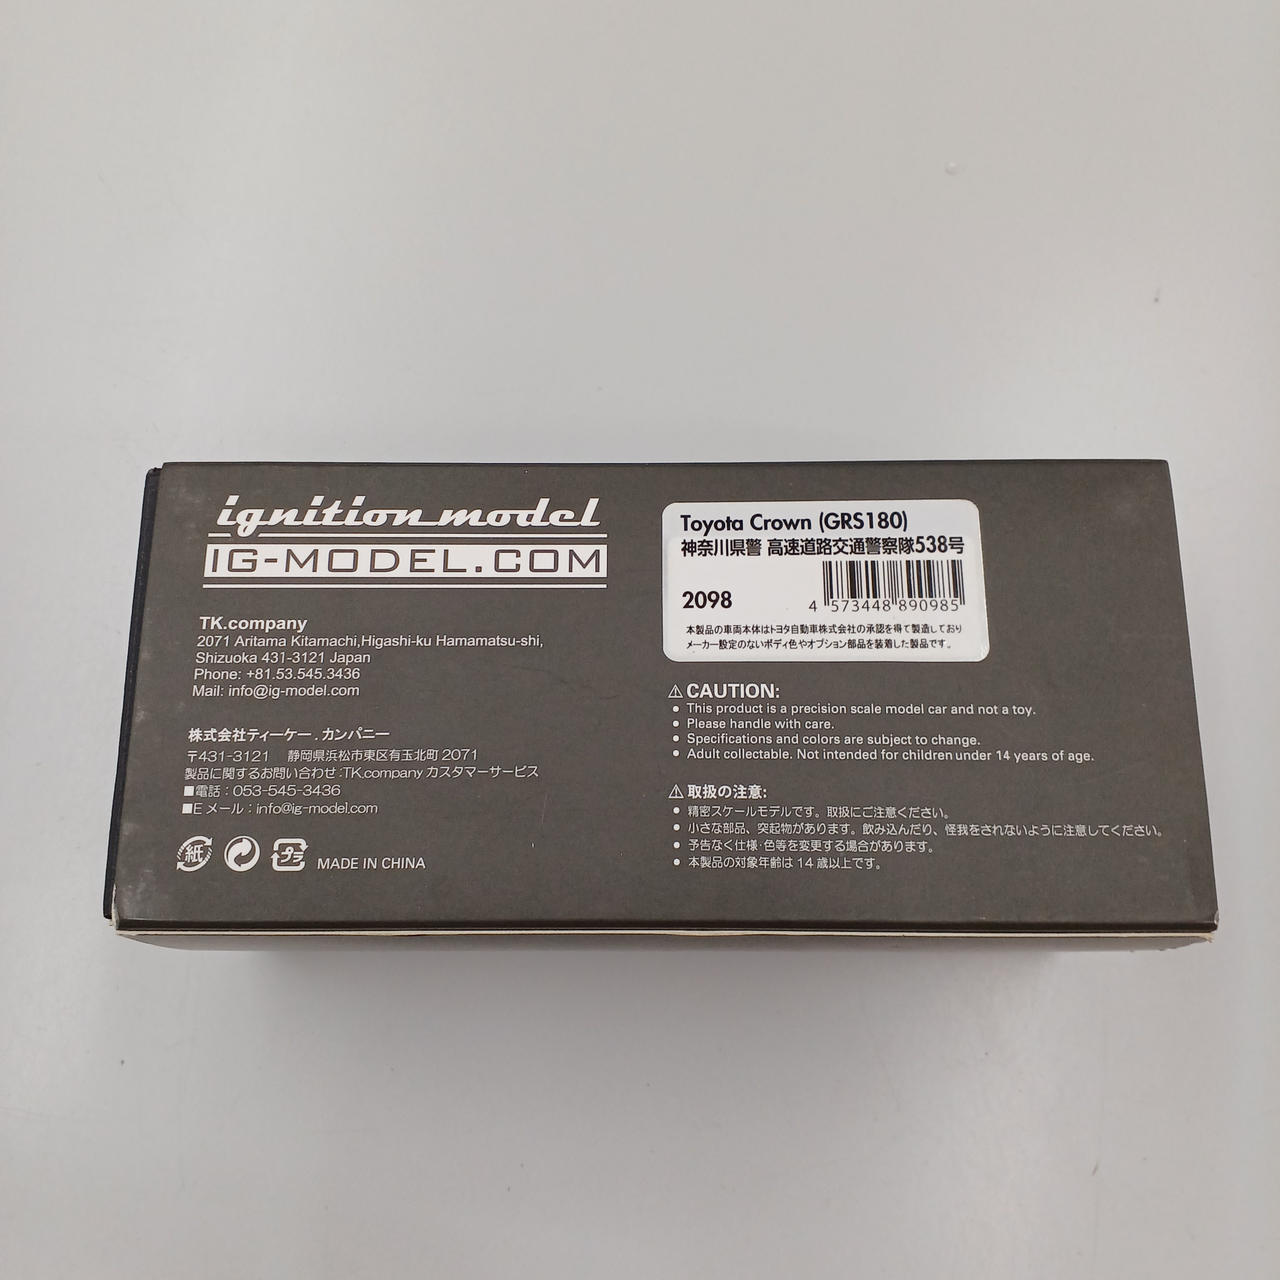 ignition model
IG-MODEL.COM
TK.company
2071 Aritama Kitamachi,Higashi-ku Hamamatsu-shi,
Shizuoka 431-3121 Japan
Phone: +81.53.545.3436
Mail: info@ig-model.com
株式会社ティーケー.カンパニー
〒431-3121 静岡県浜松市東区有玉北町2071
製品に関するお問い合わせ:TK.companyカスタマーサービス
■電話:053-545-3436
■Eメール:info@ig-model.com
紙
プラ
MADE IN CHINA
Toyota Crown (GRS180)
神奈川県警 高速道路交通警察隊538号
2098
4 573448 890985
本製品の車両本体はトヨタ自動車株式会社の承認を得て製造しており
メーカー設定のないボディ色やオプション部品を装着した製品です。
⚠CAUTION:
● This product is a precision scale model car and not a toy.
● Please handle with care.
● Specifications and colors are subject to change.
● Adult collectable. Not intended for children under 14 years of age.
⚠取扱の注意:
● 精密スケールモデルです。取扱にご注意ください。
● 小さな部品、突起物があります。飲み込んだり、怪我をされないように注意してください。
● 予告なく仕様・色等を変更する場合があります。
● 本製品の対象年齢は14歳以上です。